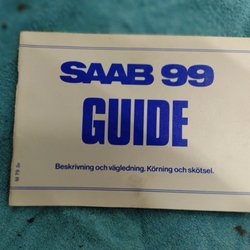 SAAB 99
GUIDE
Beskrivning och vägledning. Körning och skötsel.